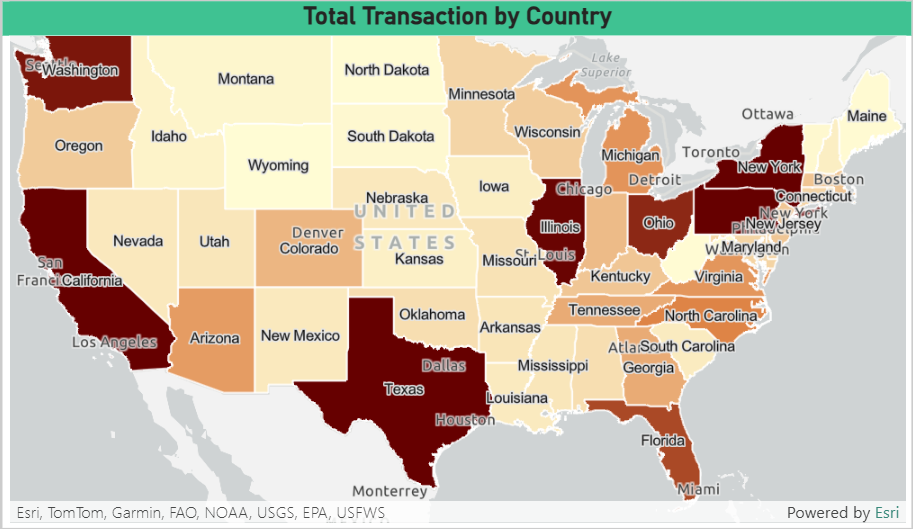 Total Transaction by Country
Lake
Superior
Seattle
Washington
Montana
North Dakota
Minnesota
Ottawa
Maine
Oregon
Idaho
South Dakota
Wisconsin
Michigan
Toronto
New York
Wyoming
Detroit
Boston
Iowa
Chicago
Connecticut
Nebraska
UNITED
STATES
New York
Illinois
Ohio
New Jersey
Philadelphia
Denver
Colorado
Nevada
Utah
Washington
Maryland
St. Louis
Missouri
Kansas
San
Francisco
California
Kentucky
Virginia
Tennessee
North Carolina
Oklahoma
Arkansas
New Mexico
Arizona
Los Angeles
Atlanta
South Carolina
Georgia
Mississippi
Dallas
Texas
Louisiana
Houston
Florida
Miami
Monterrey
Esri, TomTom, Garmin, FAO, NOAA, USGS, EPA, USFWS
Powered by Esri